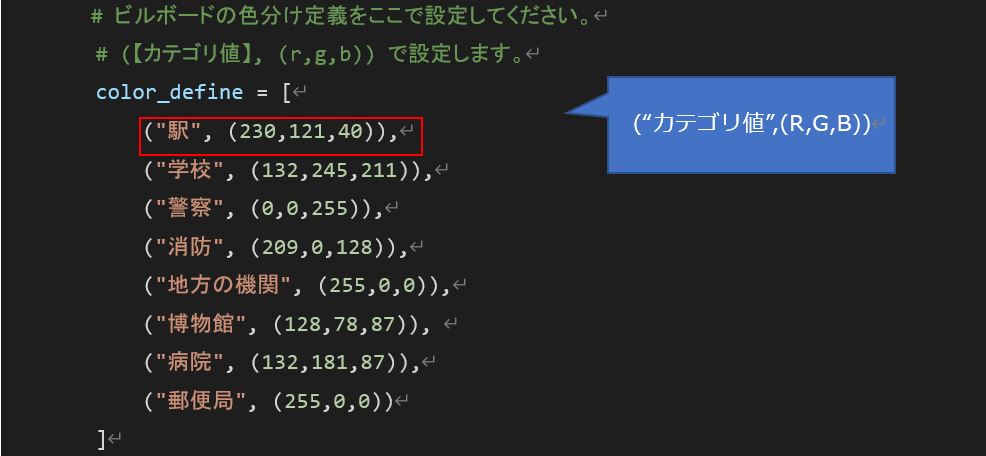 # ビルボードの色分け定義をここで設定してください。↵
# (【カテゴリ値】, (r,g,b)) で設定します。↵
color_define = [↵
("駅", (230,121,40)),↵
("学校", (132,245,211)),↵
("警察", (0,0,255)),↵
("消防", (209,0,128)),↵
("地方の機関", (255,0,0)),↵
("博物館", (128,78,87)), ↵
("病院", (132,181,87)),↵
("郵便局", (255,0,0))↵
]↵
(“カテゴリ値”,(R,G,B))↵